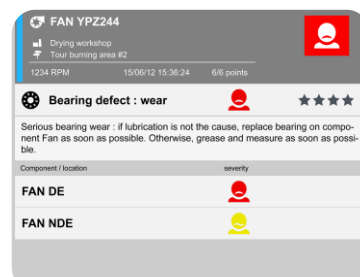 FAN YPZ244
Drying workshop
Tour burning area #2
1234 RPM 15/06/12 15:36:24 6/6 points
Bearing defect : wear
Serious bearing wear : if lubrication is not the cause, replace bearing on compo-
nent Fan as soon as possible. Otherwise, grease and measure as soon as possi-
ble.
Component / location severity
FAN DE
FAN NDE